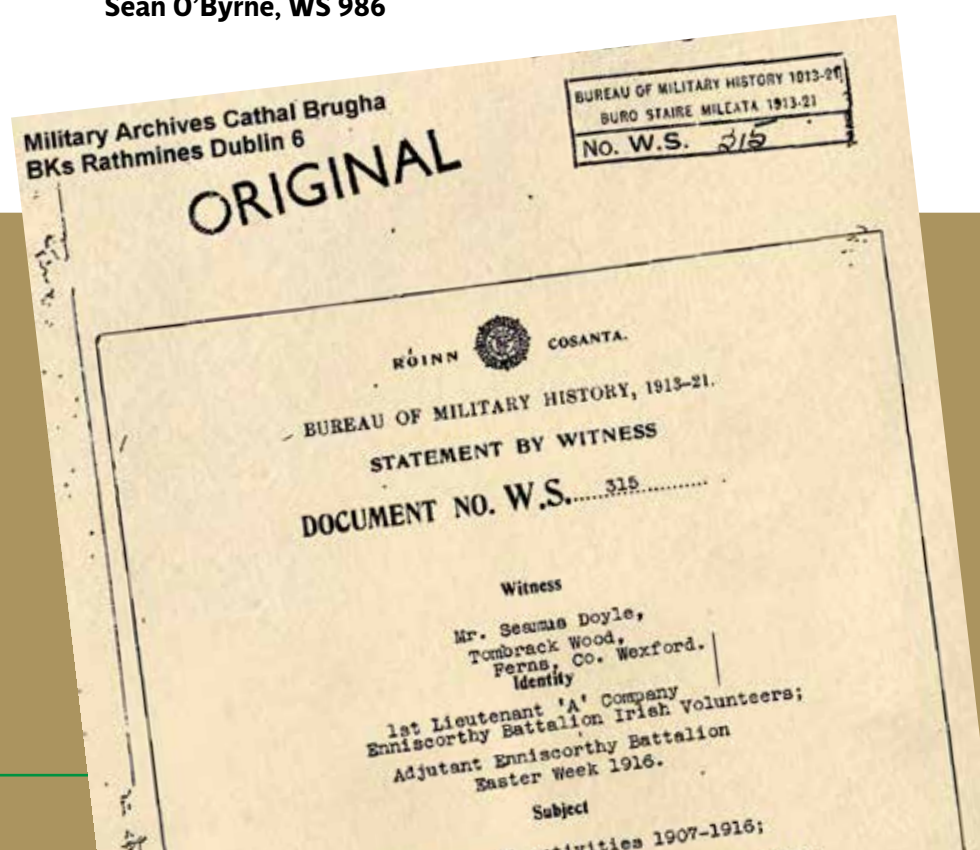 Seán O'Byrne, WS 986
Military Archives Cathal Brugha
BKs Rathmines Dublin 6
ORIGINAL
BUREAU OF MILITARY HISTORY 1913-21
BURO STAIRE MILEATA 1913-21
No. W.S. 315
ROINN COSANTA.
BUREAU OF MILITARY HISTORY, 1913–21.
STATEMENT BY WITNESS
DOCUMENT NO. W.S. 315
Witness
Mr. Seamus Doyle,
Tombrack Wood,
Ferns, Co. Wexford.
Identity
1st Lieutenant 'A' Company
Enniscorthy Battalion Irish Volunteers;
Adjutant Enniscorthy Battalion
Easter Week 1916.
Subject
1907-1916;